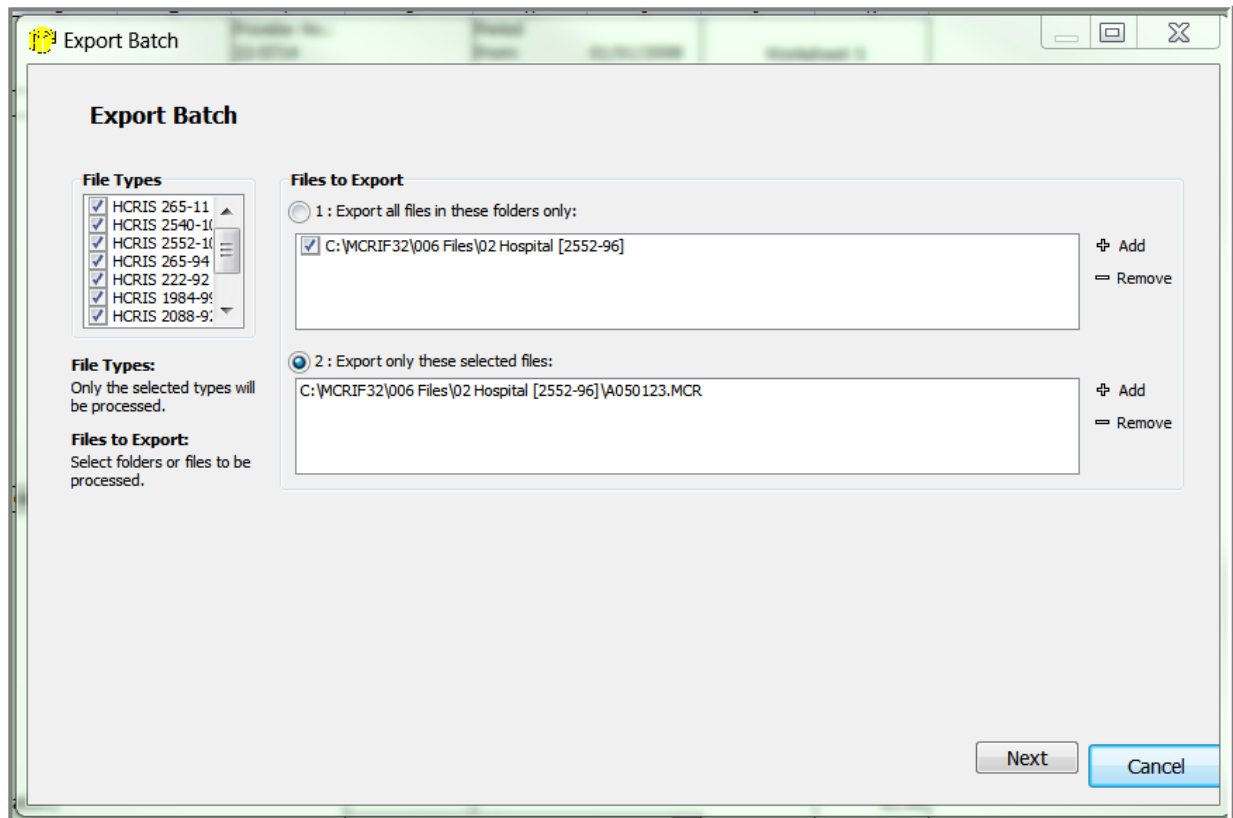 Export Batch
Export Batch
File Types
HCRIS 265-11
HCRIS 2540-1
HCRIS 2552-1
HCRIS 265-94
HCRIS 222-92
HCRIS 1984-9
HCRIS 2088-9
File Types:
Only the selected types will
be processed.
Files to Export:
Select folders or files to be
processed.
Files to Export
1 : Export all files in these folders only:
C:\MCRIF32\006 Files\02 Hospital [2552-96]
Add
Remove
2 : Export only these selected files:
C:\MCRIF32\006 Files\02 Hospital [2552-96]\A050123.MCR
Add
Remove
Next
Cancel